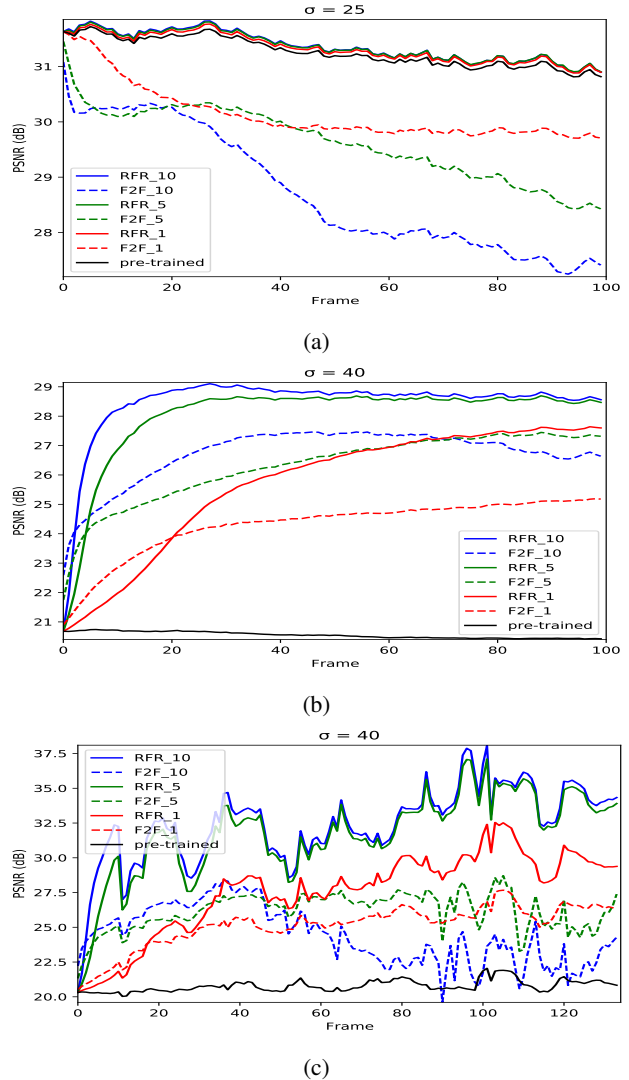 σ = 25
PSNR (dB)
31
30
29
28
RFR_10
F2F_10
RFR_5
F2F_5
RFR_1
F2F_1
pre-trained
0 20 40 60 80 100
Frame
(a)
σ = 40
PSNR (dB)
29
28
27
26
25
24
23
22
21
RFR_10
F2F_10
RFR_5
F2F_5
RFR_1
F2F_1
pre-trained
0 20 40 60 80 100
Frame
(b)
σ = 40
PSNR (dB)
37.5
35.0
32.5
30.0
27.5
25.0
22.5
20.0
RFR_10
F2F_10
RFR_5
F2F_5
RFR_1
F2F_1
pre-trained
0 20 40 60 80 100 120
Frame
(c)